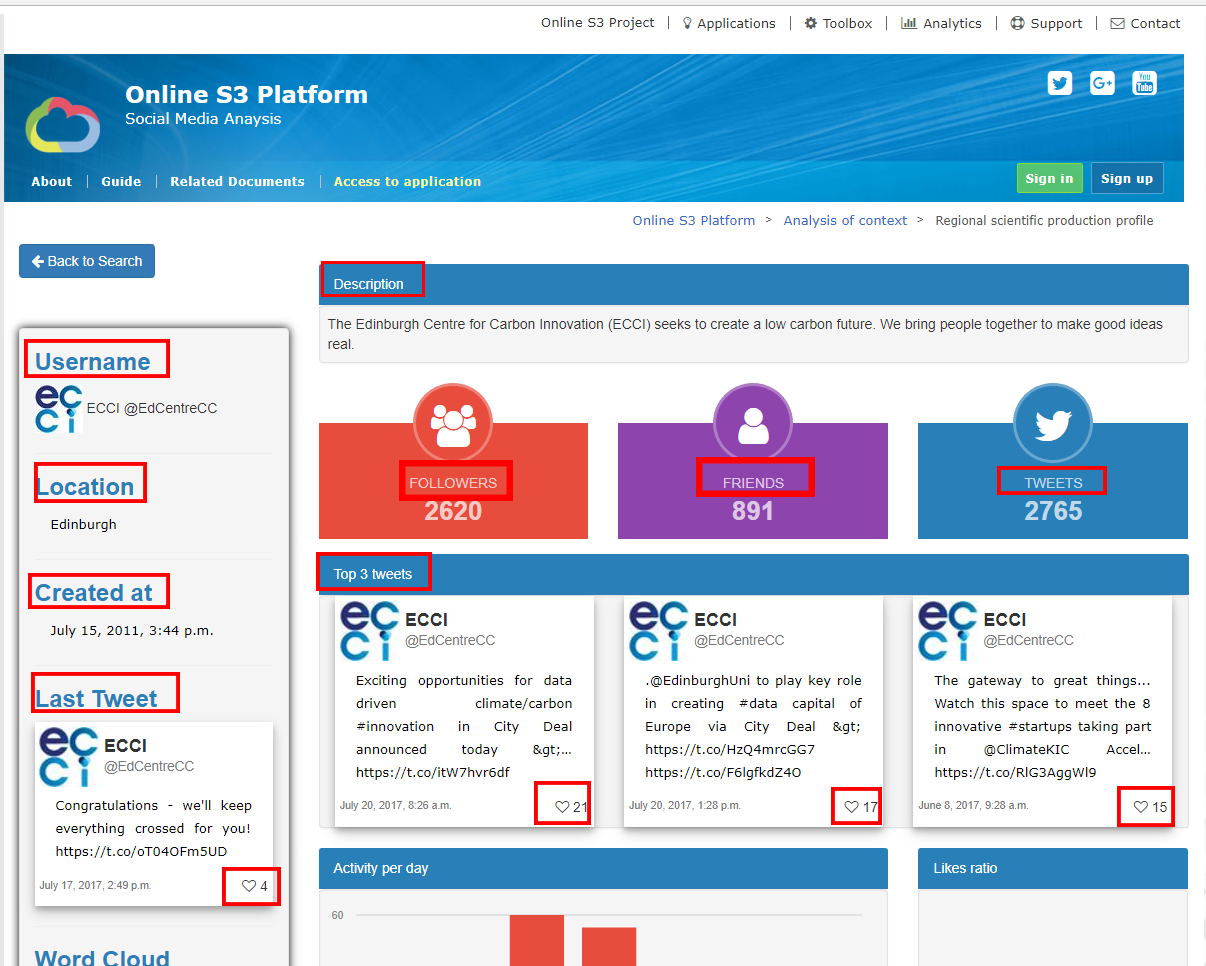 Online S3 Project | Applications | Toolbox | Analytics | Support | Contact
Online S3 Platform
Social Media Anaysis
You
Tube
G+
About | Guide | Related Documents | Access to application
Sign in
Sign up
Online S3 Platform > Analysis of context > Regional scientific production profile
Back to Search
Username
ecci
ECCI @EdCentreCC
Location
Edinburgh
Created at
July 15, 2011, 3:44 p.m.
Last Tweet
ecci
ECCI
@EdCentreCC
Congratulations - we'll keep
everything crossed for you!
https://t.co/oT04OFm5UD
July 17, 2017, 2:49 p.m.
4
Word Cloud
Description
The Edinburgh Centre for Carbon Innovation (ECCI) seeks to create a low carbon future. We bring people together to make good ideas
real.
FOLLOWERS
2620
FRIENDS
891
TWEETS
2765
Top 3 tweets
ecci
ECCI
@EdCentreCC
Exciting opportunities for data
driven climate/carbon
#innovation in City Deal
announced today &gt;...
https://t.co/itW7hvr6df
July 20, 2017, 8:26 a.m.
21
ecci
ECCI
@EdCentreCC
.@EdinburghUni to play key role
in creating #data capital of
Europe via City Deal &gt;
https://t.co/HzQ4mrcGG7
https://t.co/F6lgfkdZ4O
July 20, 2017, 1:28 p.m.
17
ecci
ECCI
@EdCentreCC
The gateway to great things...
Watch this space to meet the 8
innovative #startups taking part
in @ClimateKIC Accel...
https://t.co/RlG3AggWl9
June 8, 2017, 9:28 a.m.
15
Activity per day
60
Likes ratio